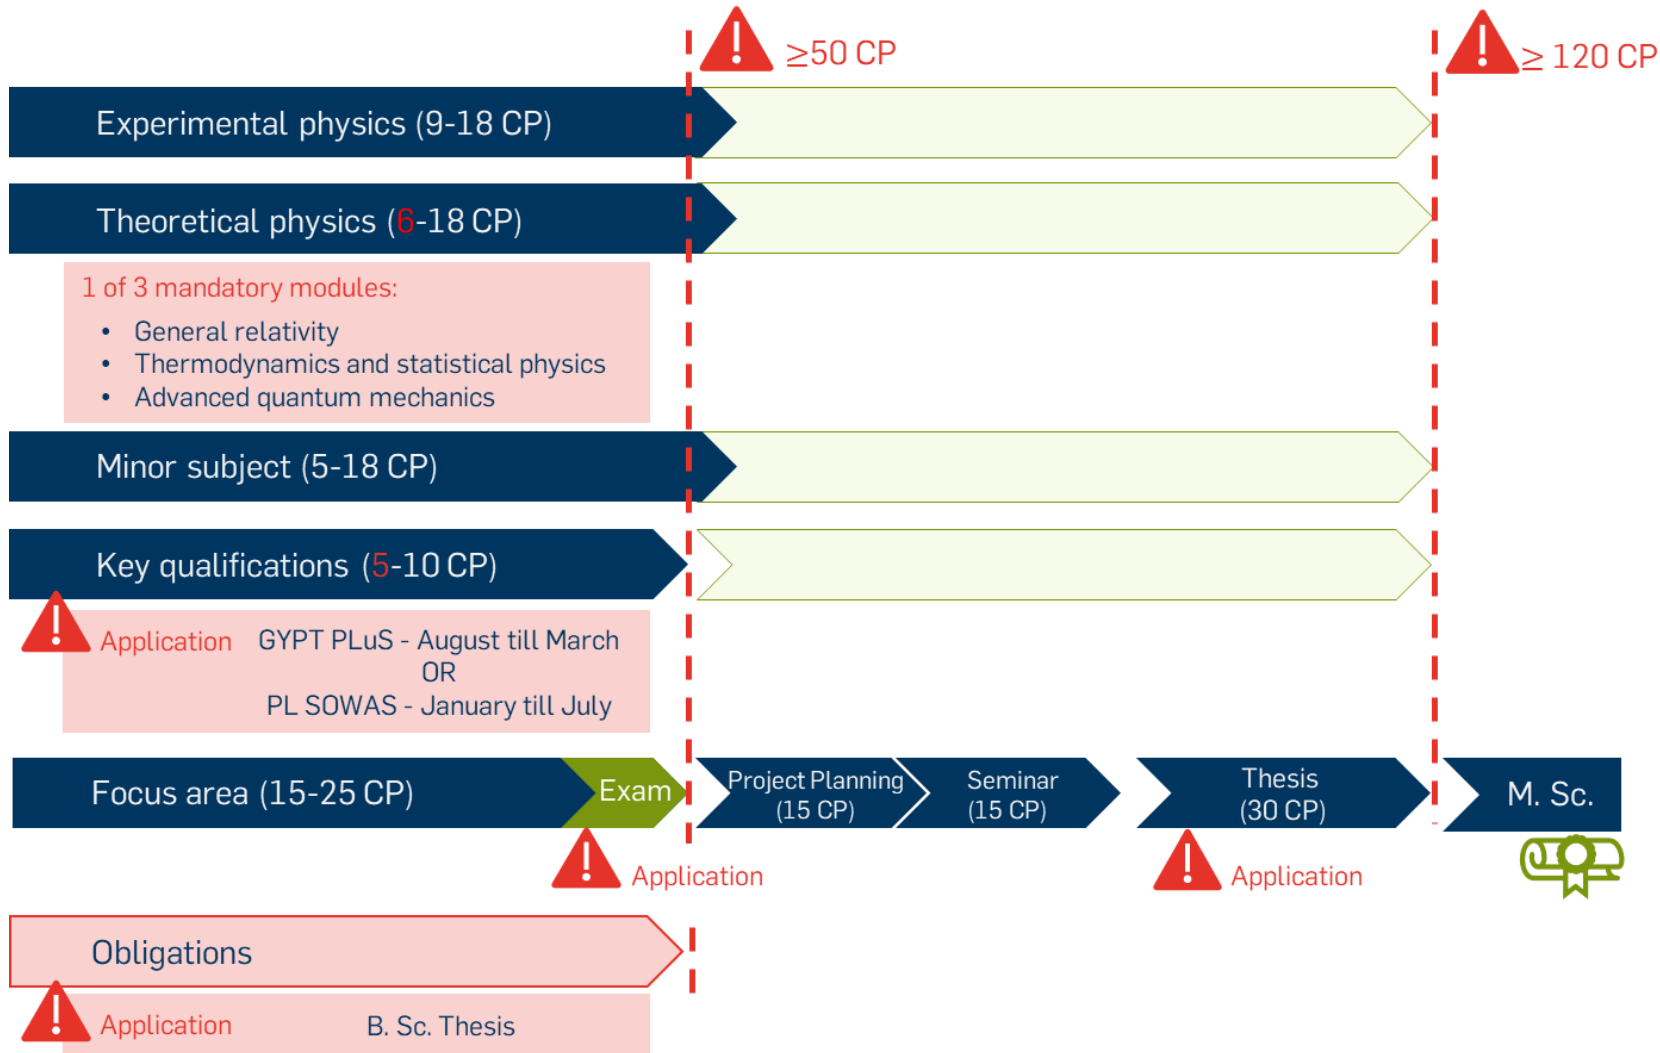 ≥50 CP
≥ 120 CP
Experimental physics (9-18 CP)
Theoretical physics (6-18 CP)
1 of 3 mandatory modules:
• General relativity
• Thermodynamics and statistical physics
• Advanced quantum mechanics
Minor subject (5-18 CP)
Key qualifications (5-10 CP)
Application GYPT PLuS - August till March
OR
PL SOWAS - January till July
Focus area (15-25 CP)
Exam
Project Planning
(15 CP)
Seminar
(15 CP)
Thesis
(30 CP)
M. Sc.
Application
Application
Obligations
Application B. Sc. Thesis